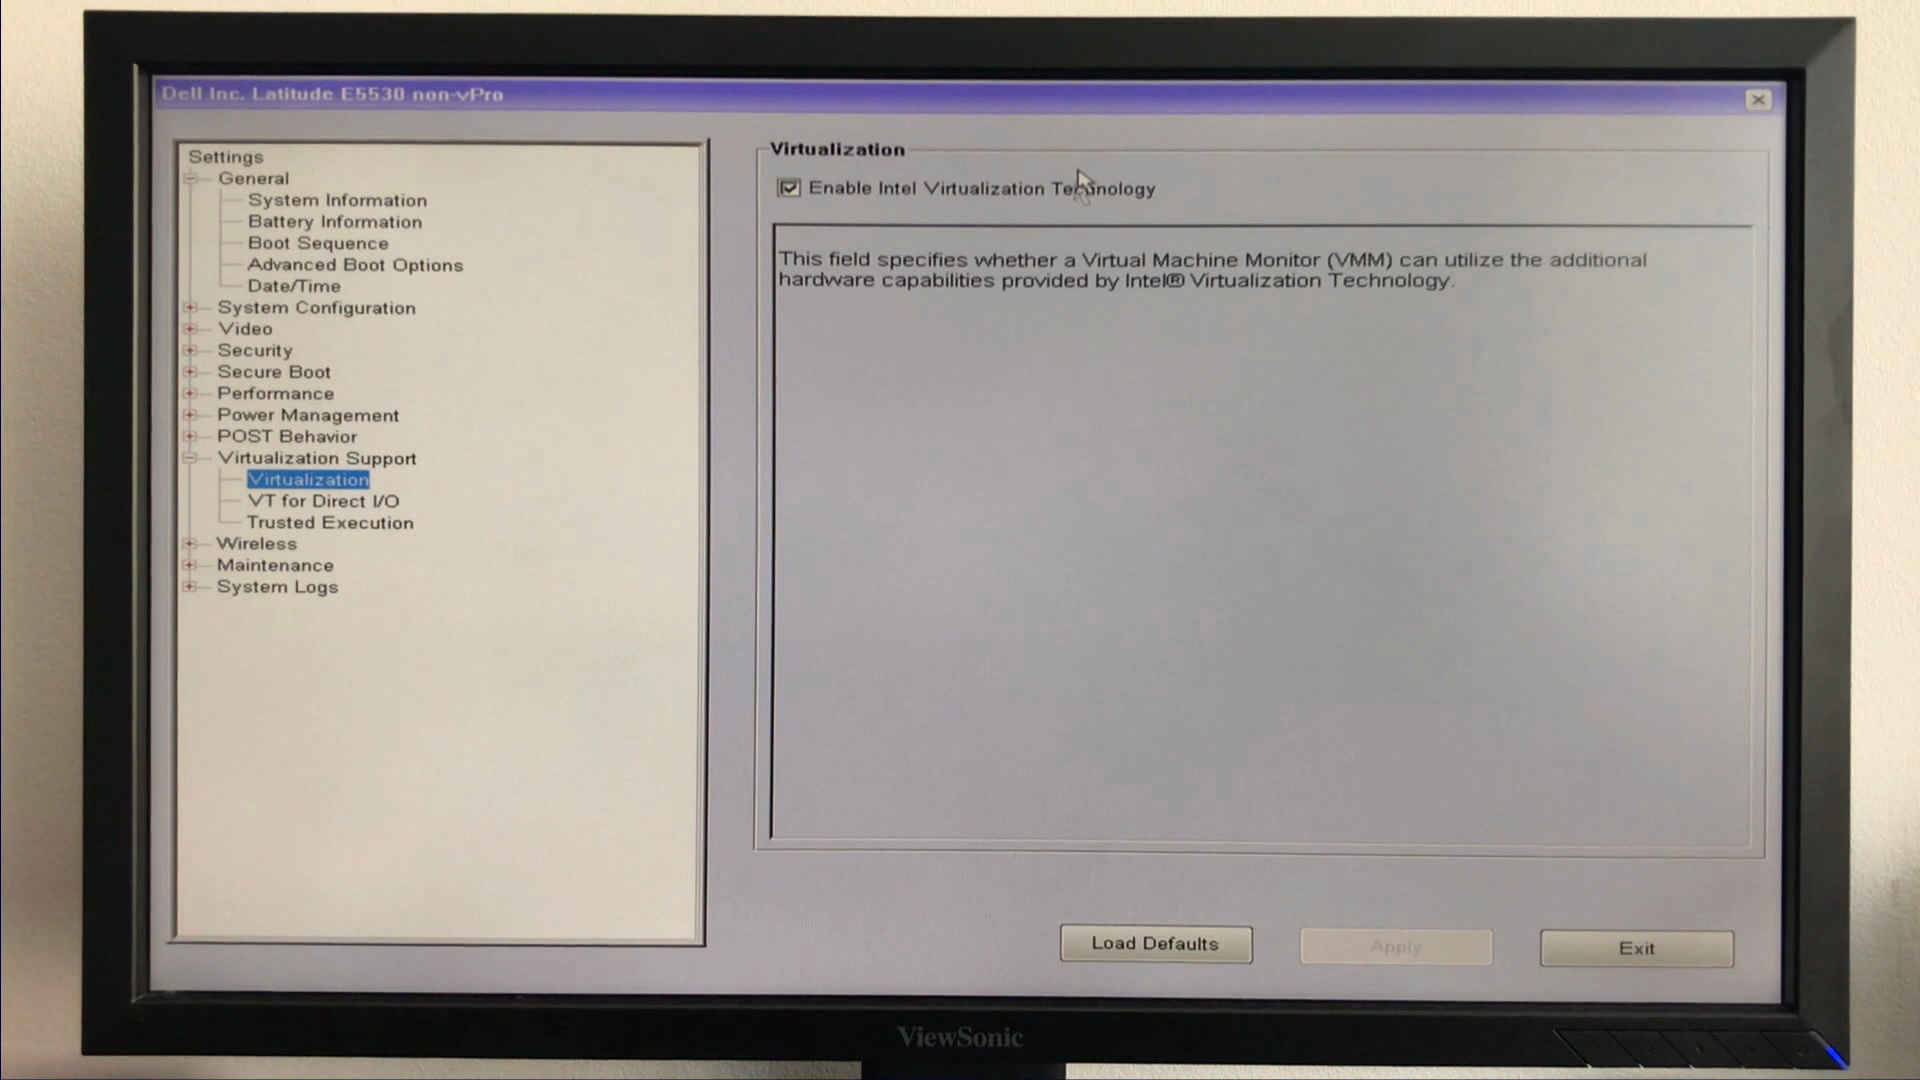 Dell Inc. Latitude E5530 non-vPro
Settings
General
System Information
Battery Information
Boot Sequence
Advanced Boot Options
Date/Time
System Configuration
Video
Security
Secure Boot
Performance
Power Management
POST Behavior
Virtualization Support
Virtualization
VT for Direct I/O
Trusted Execution
Wireless
Maintenance
System Logs
Virtualization
Enable Intel Virtualization Technology
This field specifies whether a Virtual Machine Monitor (VMM) can utilize the additional
hardware capabilities provided by Intel® Virtualization Technology.
Load Defaults
Apply
Exit
ViewSonic